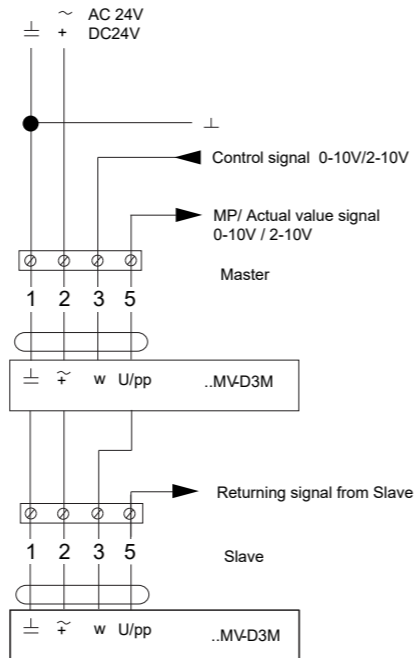 ~ AC 24V
⊥ + DC24V
⊥
Control signal 0-10V/2-10V
MP/ Actual value signal
0-10V / 2-10V
Master
1 2 3 5
⊥ ~+ w U/pp ..MV-D3M
Returning signal from Slave
1 2 3 5
Slave
⊥ ~+ w U/pp ..MV-D3M